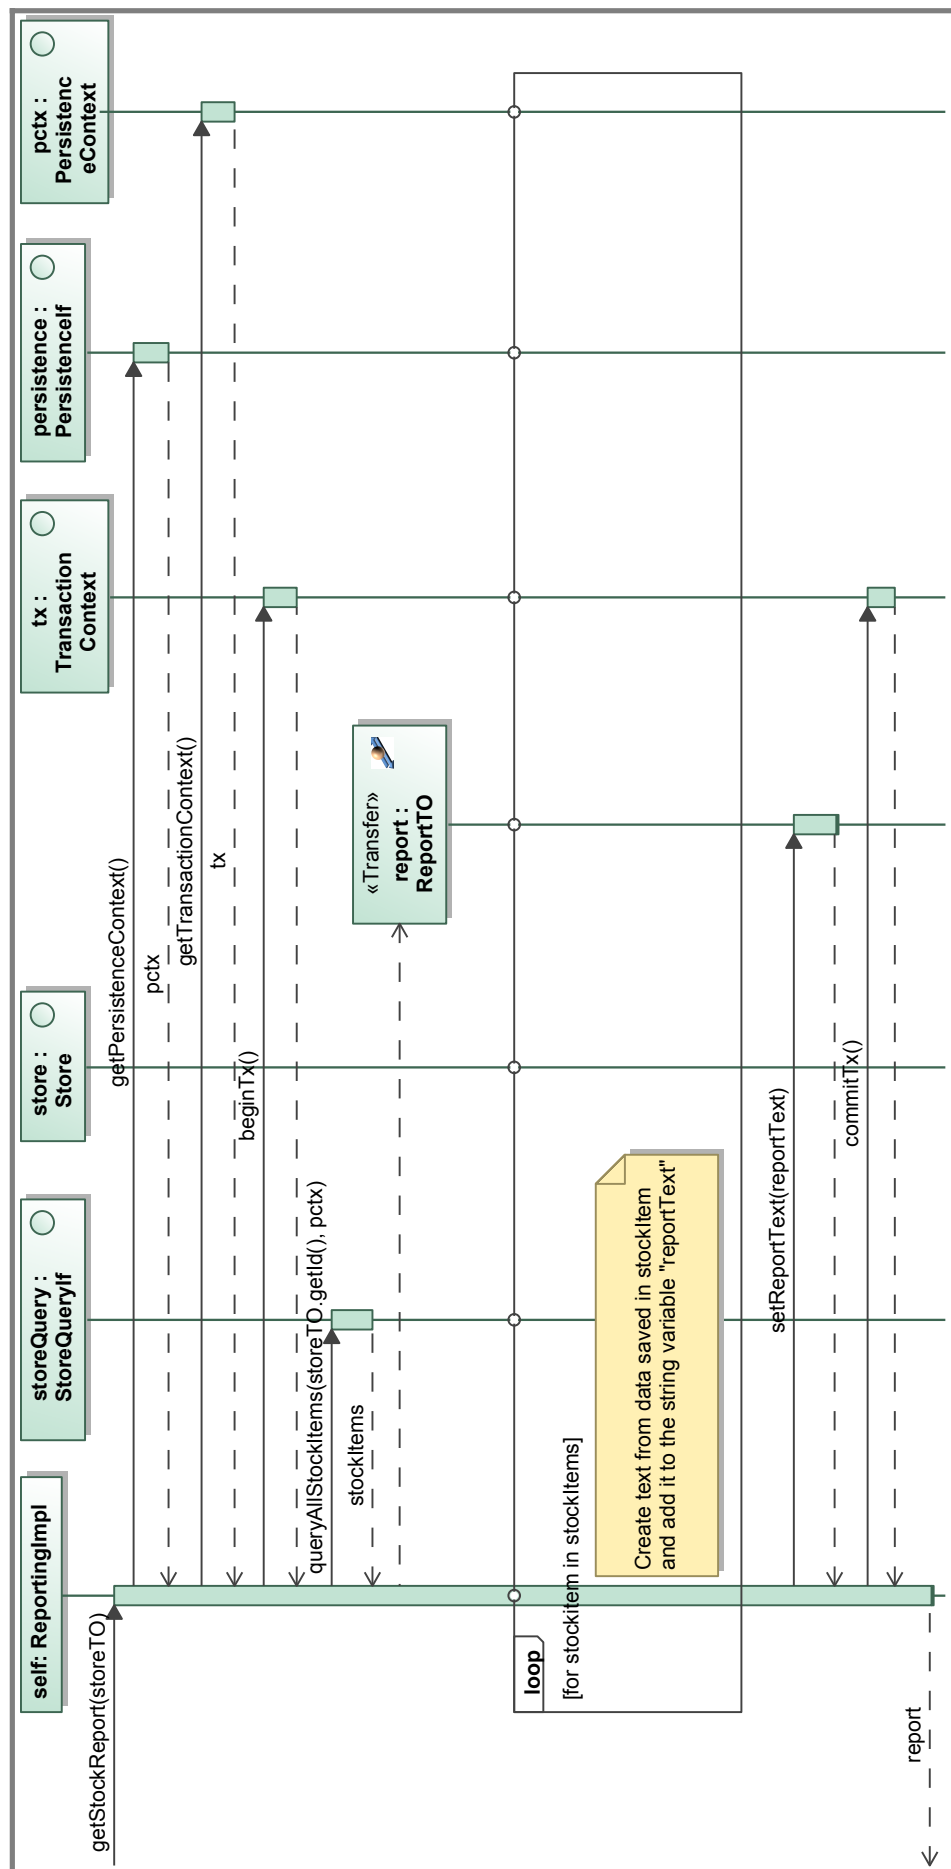 self: ReportingImpl
storeQuery :
StoreQueryIf
store :
Store
tx :
Transaction
Context
persistence :
PersistenceIf
pctx :
Persistenc
eContext
getStockReport(storeTO)
getPersistenceContext()
pctx
getTransactionContext()
tx
beginTx()
queryAllStockItems(storeTO.getId(), pctx)
stockItems
«Transfer»
report :
ReportTO
loop
[for stockitem in stockItems]
Create text from data saved in stockItem
and add it to the string variable "reportText"
setReportText(reportText)
commitTx()
report